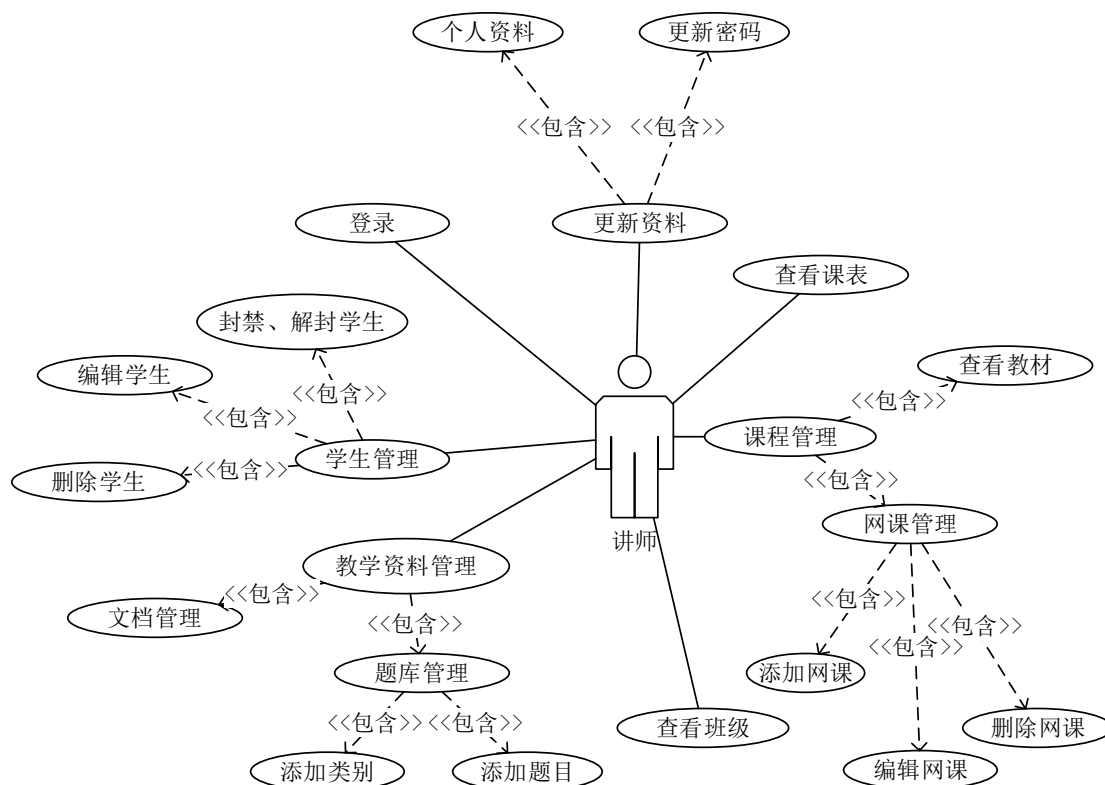 个人资料
更新密码
<<包含>>
<<包含>>
登录
更新资料
查看课表
封禁、解封学生
编辑学生
查看教材
<<包含>>
<<包含>>
<<包含>>
课程管理
学生管理
<<包含>>
删除学生
<<包含>>
网课管理
讲师
教学资料管理
<<包含>>
文档管理
<<包含>>
<<包含>>
<<包含>>
<<包含>>
题库管理
添加网课
<<包含>>
<<包含>>
查看班级
删除网课
添加类别
添加题目
编辑网课